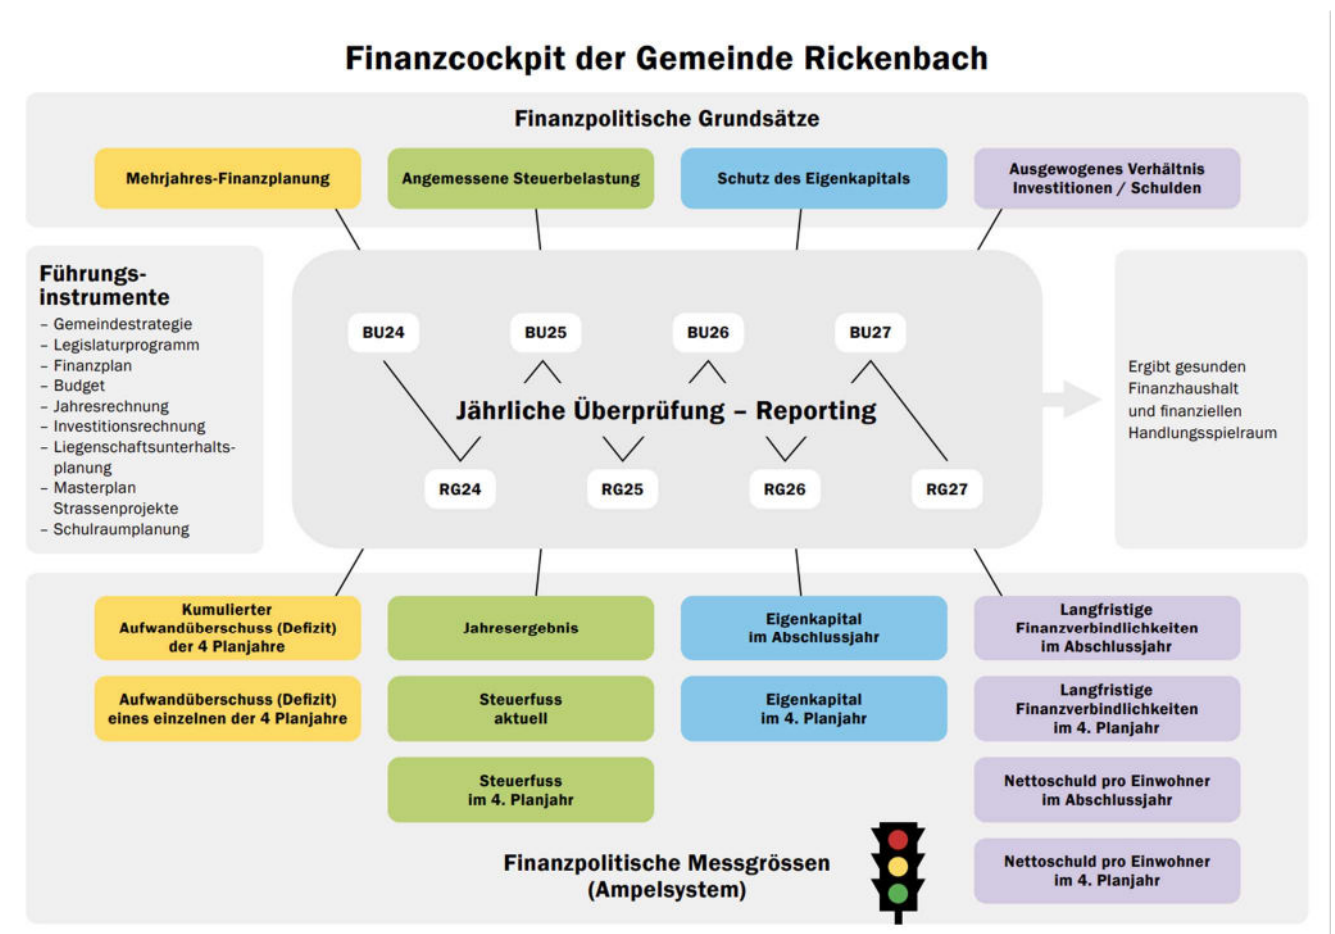 Finanzcockpit der Gemeinde Rickenbach
Finanzpolitische Grundsätze
Mehrjahres-Finanzplanung
Angemessene Steuerbelastung
Schutz des Eigenkapitals
Ausgewogenes Verhältnis
Investitionen / Schulden
Führungs-
instrumente
– Gemeindestrategie
– Legislaturprogramm
– Finanzplan
– Budget
– Jahresrechnung
– Investitionsrechnung
– Liegenschaftsunterhalts-
planung
– Masterplan
Strassenprojekte
– Schulraumplanung
BU24
BU25
BU26
BU27
Jährliche Überprüfung – Reporting
RG24
RG25
RG26
RG27
Ergibt gesunden
Finanzhaushalt
und finanziellen
Handlungsspielraum
Kumulierter
Aufwandüberschuss (Defizit)
der 4 Planjahre
Aufwandüberschuss (Defizit)
eines einzelnen der 4 Planjahre
Jahresergebnis
Steuerfuss
aktuell
Steuerfuss
im 4. Planjahr
Eigenkapital
im Abschlussjahr
Eigenkapital
im 4. Planjahr
Langfristige
Finanzverbindlichkeiten
im Abschlussjahr
Langfristige
Finanzverbindlichkeiten
im 4. Planjahr
Nettoschuld pro Einwohner
im Abschlussjahr
Nettoschuld pro Einwohner
im 4. Planjahr
Finanzpolitische Messgrössen
(Ampelsystem)